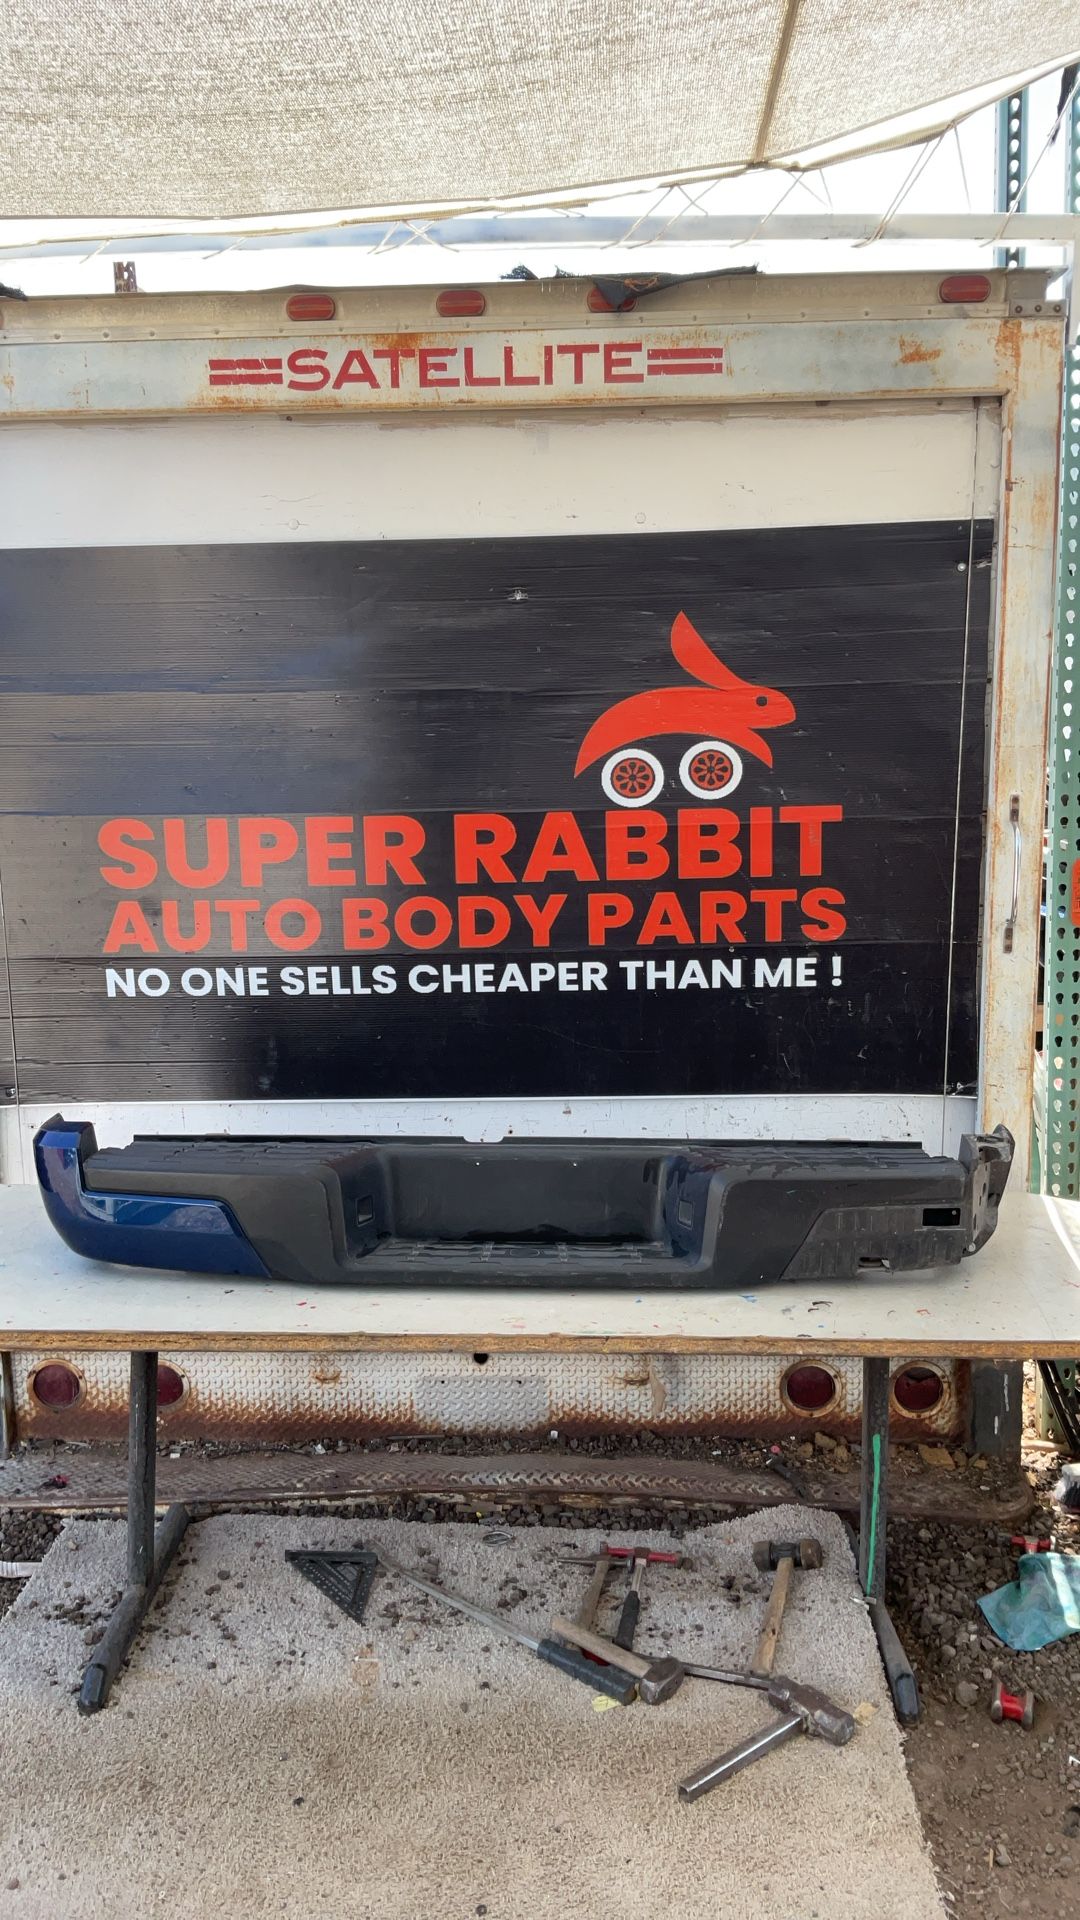 SATELLITE
SUPER RABBIT
AUTO BODY PARTS
NO ONE SELLS CHEAPER THAN ME !